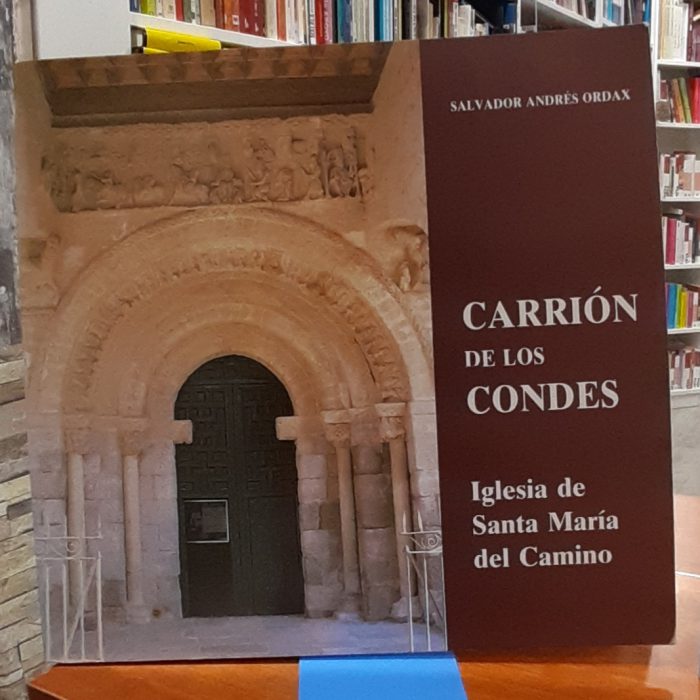 SALVADOR ANDRÉS ORDAX
CARRIÓN
DE LOS
CONDES
Iglesia de
Santa María
del Camino